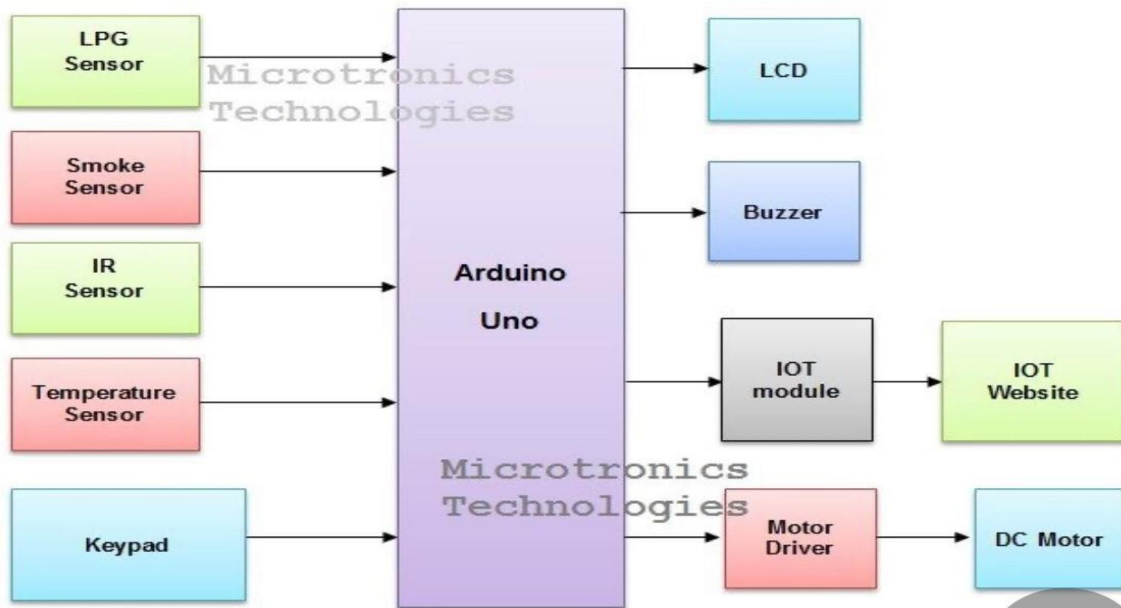 LPG
Sensor
Microtronics
Technologies
LCD
Smoke
Sensor
Buzzer
IR
Sensor
Arduino
Uno
Temperature
Sensor
IOT
module
IOT
Website
Microtronics
Technologies
Keypad
Motor
Driver
DC Motor